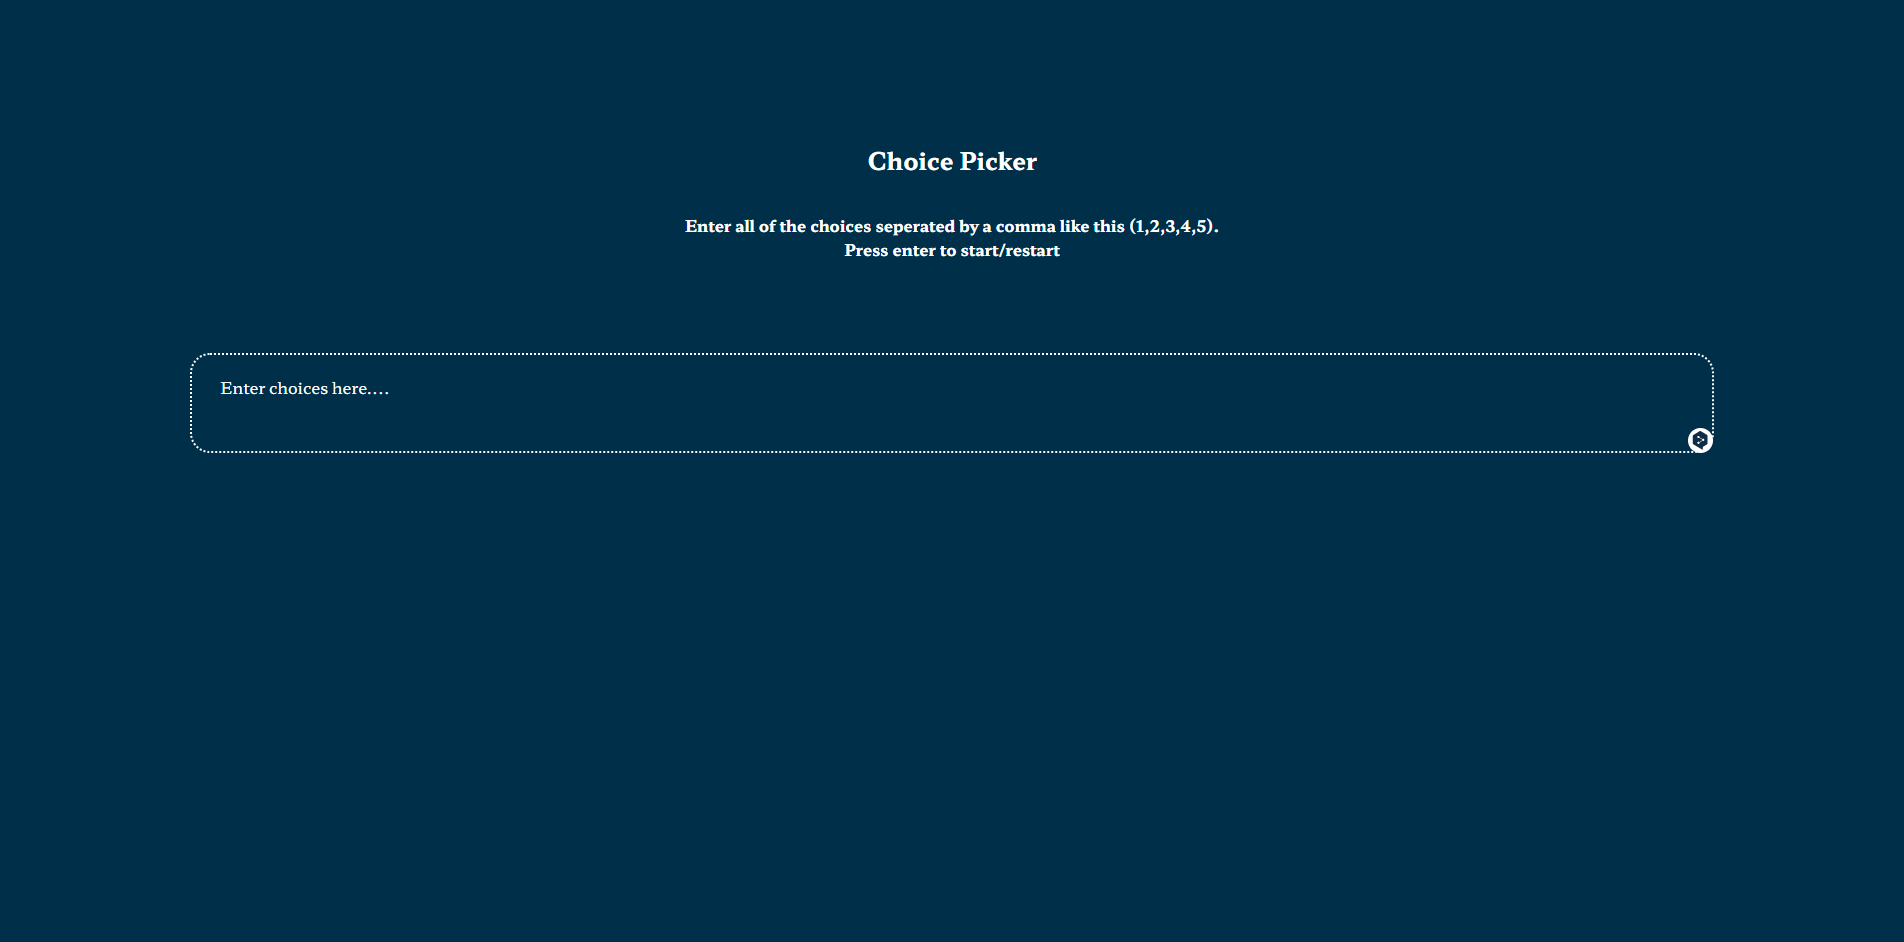 Choice Picker
Enter all of the choices seperated by a comma like this (1,2,3,4,5).
Press enter to start/restart
Enter choices here....